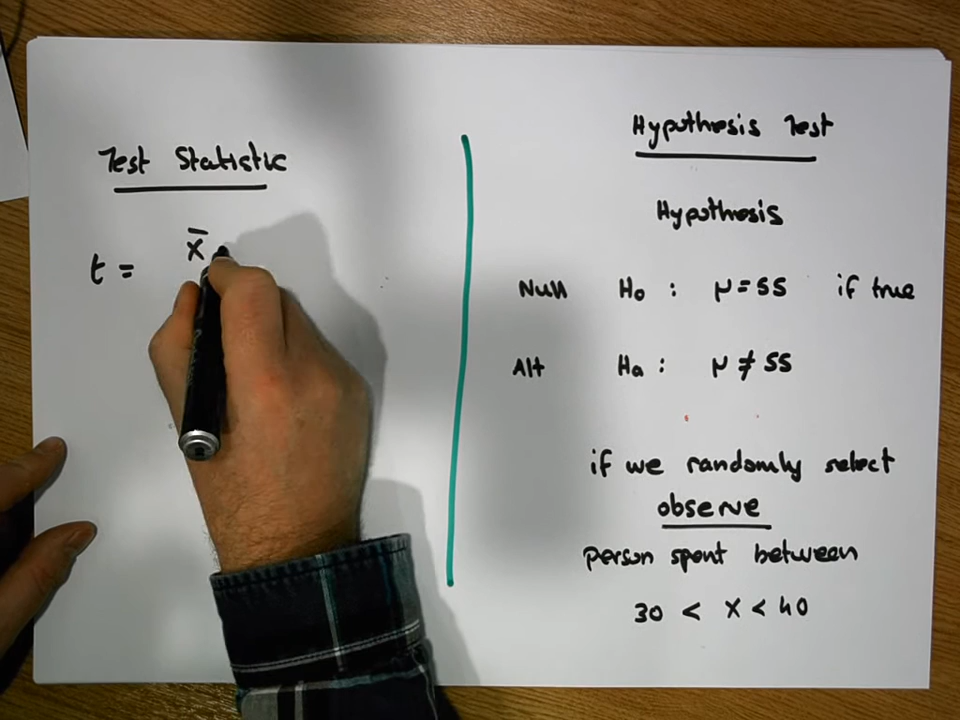 Test Statistic
t = x̄
Hypothesis Test
Hypothesis
Null Ho : μ = 55 if true
Alt Ha : μ ≠ 55
if we randomly select
observe
person spent between
30 < x < 40